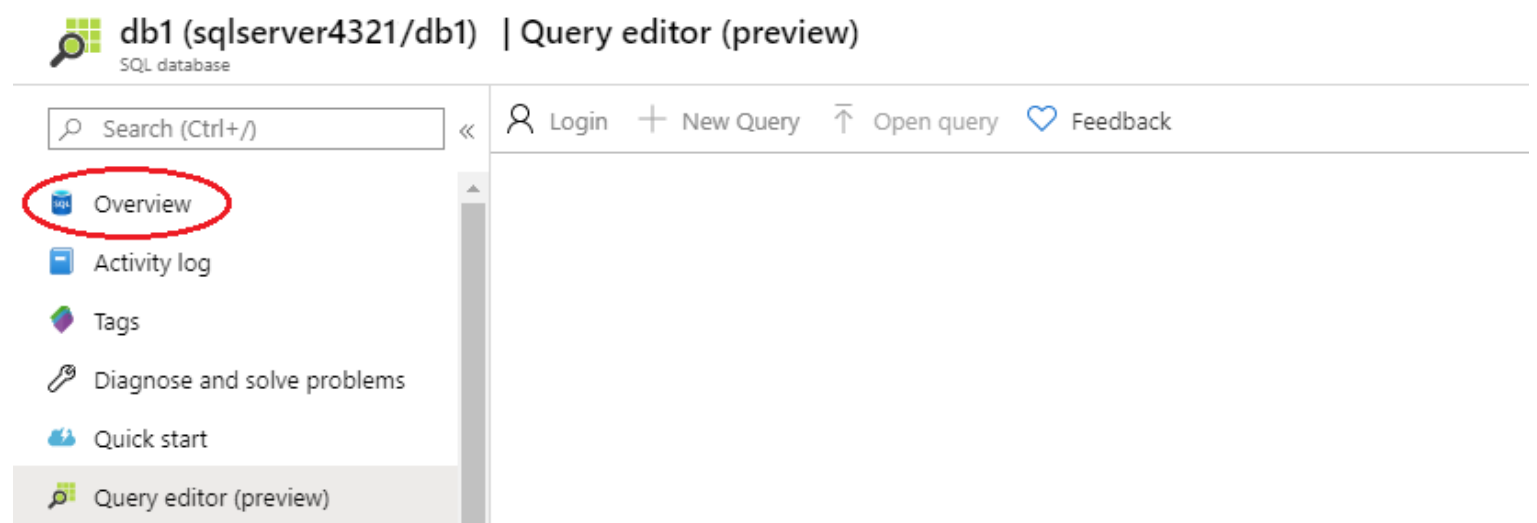 db1 (sqlserver4321/db1) | Query editor (preview)
SQL database
Search (Ctrl+/)
«
Login
New Query
Open query
Feedback
SQL
Overview
Activity log
Tags
Diagnose and solve problems
Quick start
Query editor (preview)